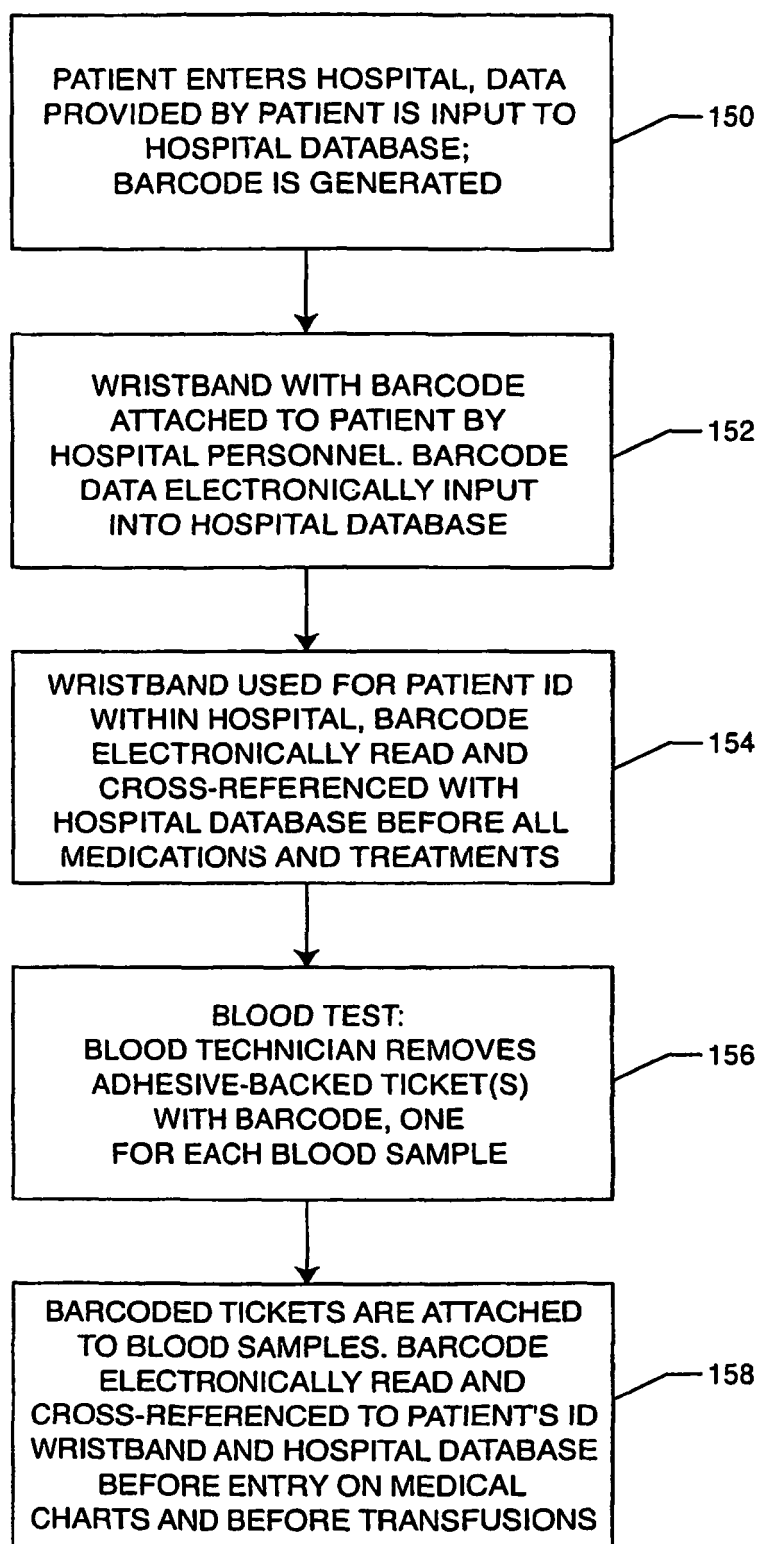 PATIENT ENTERS HOSPITAL, DATA
PROVIDED BY PATIENT IS INPUT TO
HOSPITAL DATABASE;
BARCODE IS GENERATED
150
WRISTBAND WITH BARCODE
ATTACHED TO PATIENT BY
HOSPITAL PERSONNEL. BARCODE
DATA ELECTRONICALLY INPUT
INTO HOSPITAL DATABASE
152
WRISTBAND USED FOR PATIENT ID
WITHIN HOSPITAL, BARCODE
ELECTRONICALLY READ AND
CROSS-REFERENCED WITH
HOSPITAL DATABASE BEFORE ALL
MEDICATIONS AND TREATMENTS
154
BLOOD TEST:
BLOOD TECHNICIAN REMOVES
ADHESIVE-BACKED TICKET(S)
WITH BARCODE, ONE
FOR EACH BLOOD SAMPLE
156
BARCODED TICKETS ARE ATTACHED
TO BLOOD SAMPLES. BARCODE
ELECTRONICALLY READ AND
CROSS-REFERENCED TO PATIENT'S ID
WRISTBAND AND HOSPITAL DATABASE
BEFORE ENTRY ON MEDICAL
CHARTS AND BEFORE TRANSFUSIONS
158